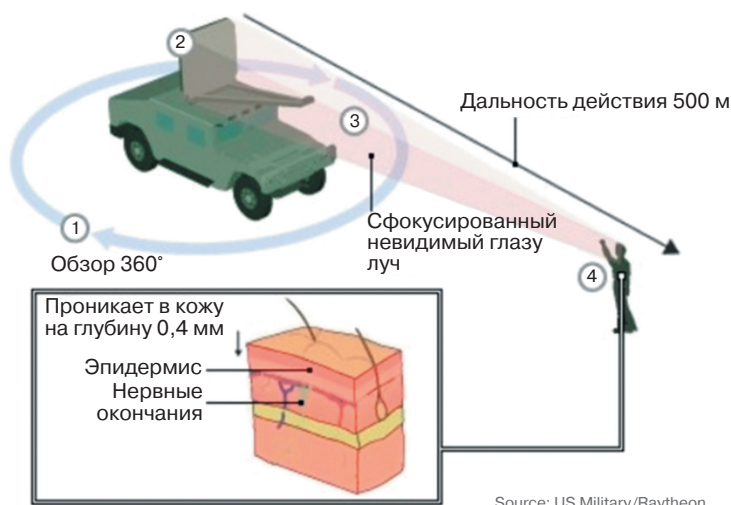 2
Дальность действия 500 м
3
Сфокусированный
невидимый глазу
луч
1
Обзор 360°
4
Проникает в кожу
на глубину 0,4 мм
Эпидермис
Нервные
окончания
Source: US Military/Raytheon